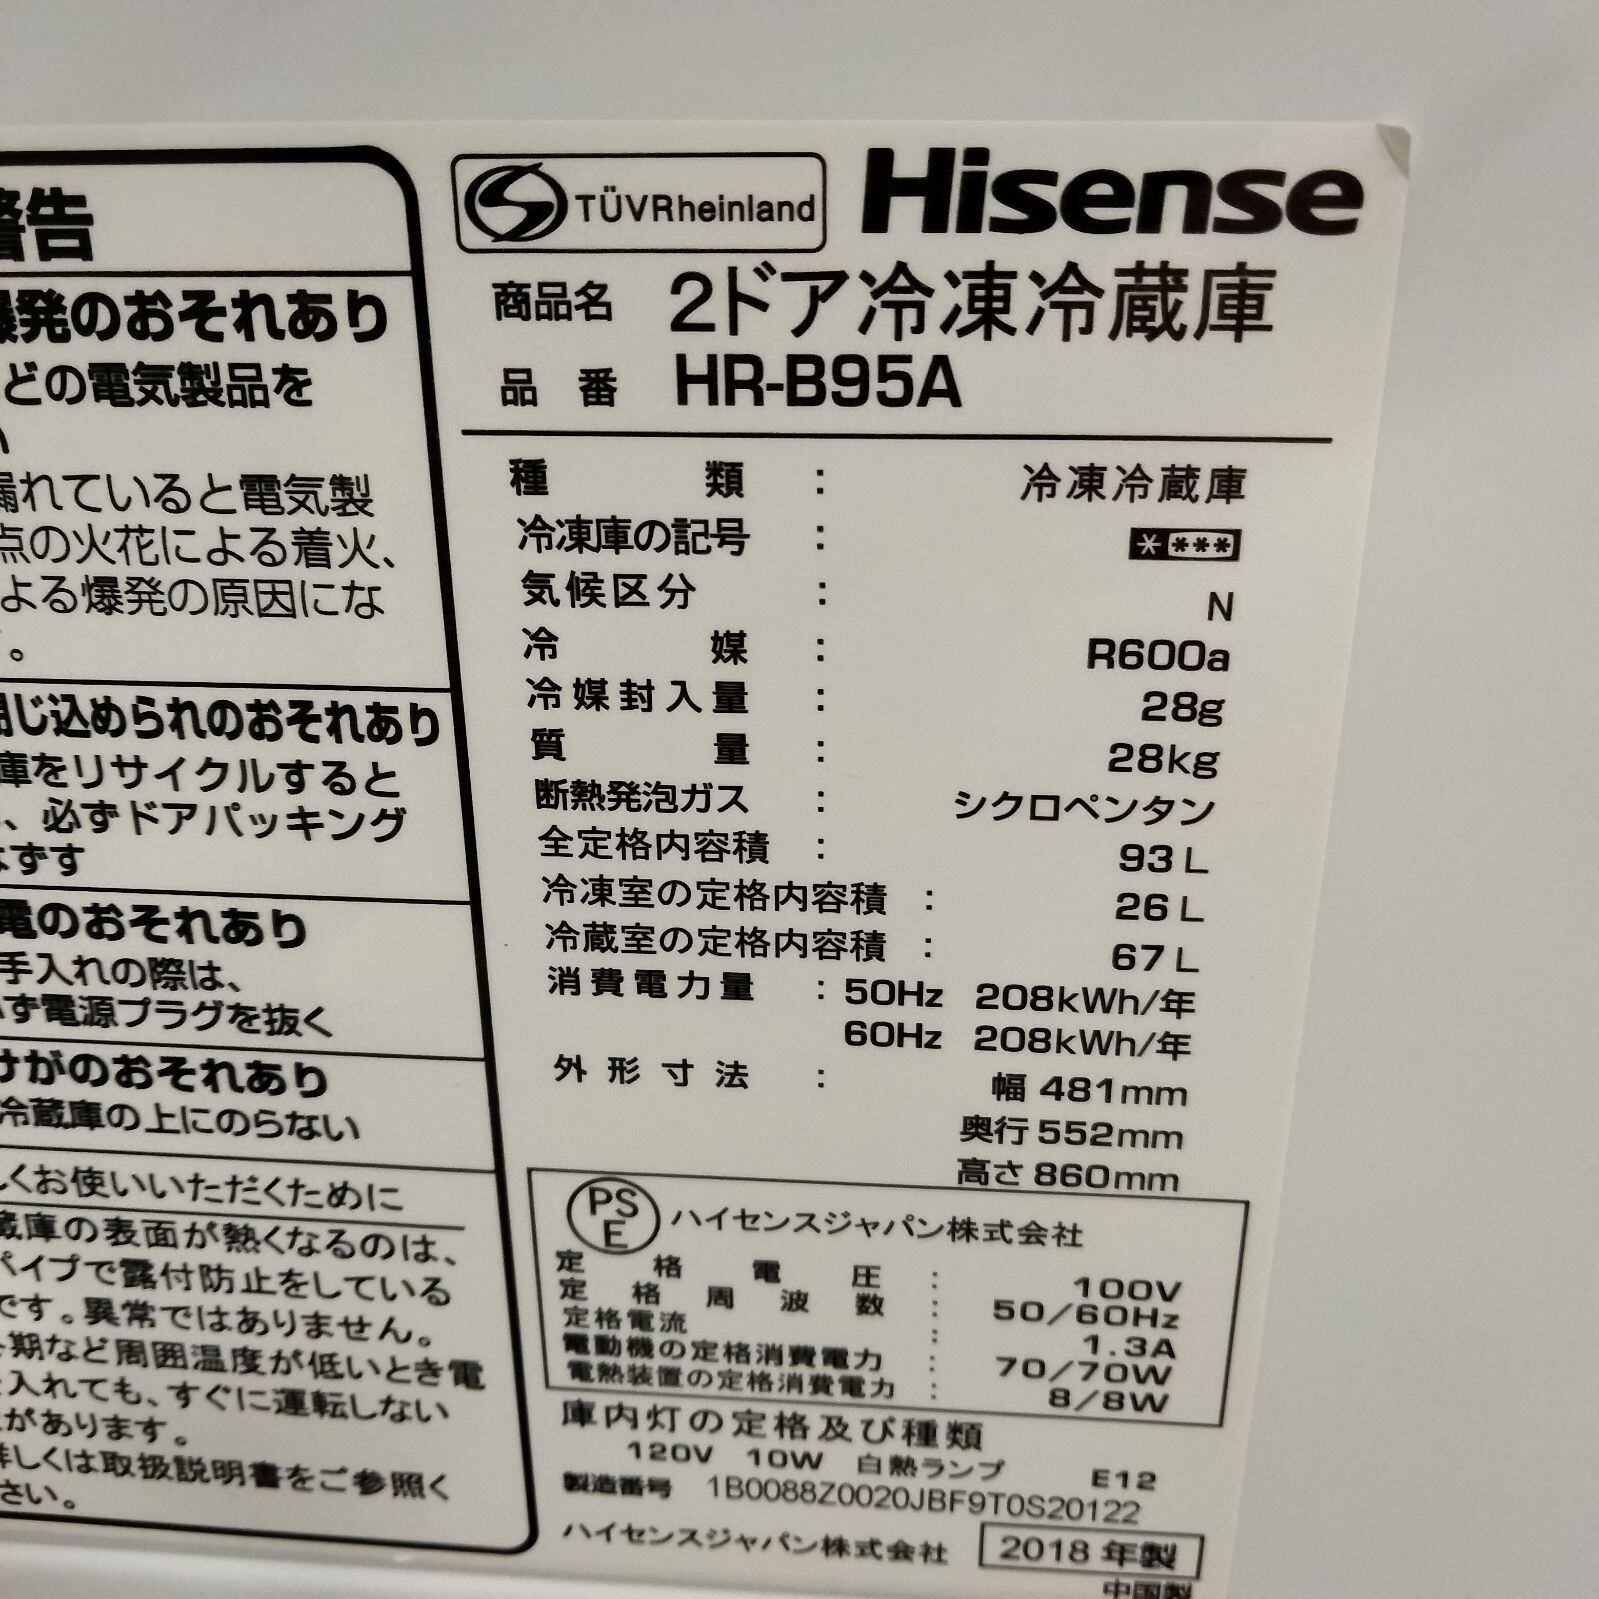 警告
爆発のおそれあり
どの電気製品を
い
漏れていると電気製
点の火花による着火、
よる爆発の原因にな
。
閉じ込められのおそれあり
庫をリサイクルすると
、必ずドアパッキング
はずす
電のおそれあり
手入れの際は、
ず電源プラグを抜く
けがのおそれあり
冷蔵庫の上にのらない
しくお使いいただくために
蔵庫の表面が熱くなるのは、
パイプで露付防止をしている
です。異常ではありません。
冬期など周囲温度が低いとき電
入れても、すぐに運転しない
があります。
詳しくは取扱説明書をご参照く
さい。
TÜVRheinland
Hisense
商品名 2ドア冷凍冷蔵庫
品番 HR-B95A
種類 : 冷凍冷蔵庫
冷凍庫の記号 : * ***
気候区分 : N
冷媒 : R600a
冷媒封入量 : 28g
質量 : 28kg
断熱発泡ガス : シクロペンタン
全定格内容積 : 93 L
冷凍室の定格内容積 : 26 L
冷蔵室の定格内容積 : 67 L
消費電力量 : 50Hz 208kWh/年
60Hz 208kWh/年
外形寸法 : 幅 481mm
奥行 552mm
高さ 860mm
PSE ハイセンスジャパン株式会社
定格電圧 : 100V
定格周波数 : 50/60Hz
定格電流 : 1.3A
電動機の定格消費電力 : 70/70W
電熱装置の定格消費電力 : 8/8W
庫内灯の定格及び種類
120V 10W 白熱ランプ E12
製造番号 1B0088Z0020JBF9T0S20122
ハイセンスジャパン株式会社 2018 年製
中国製